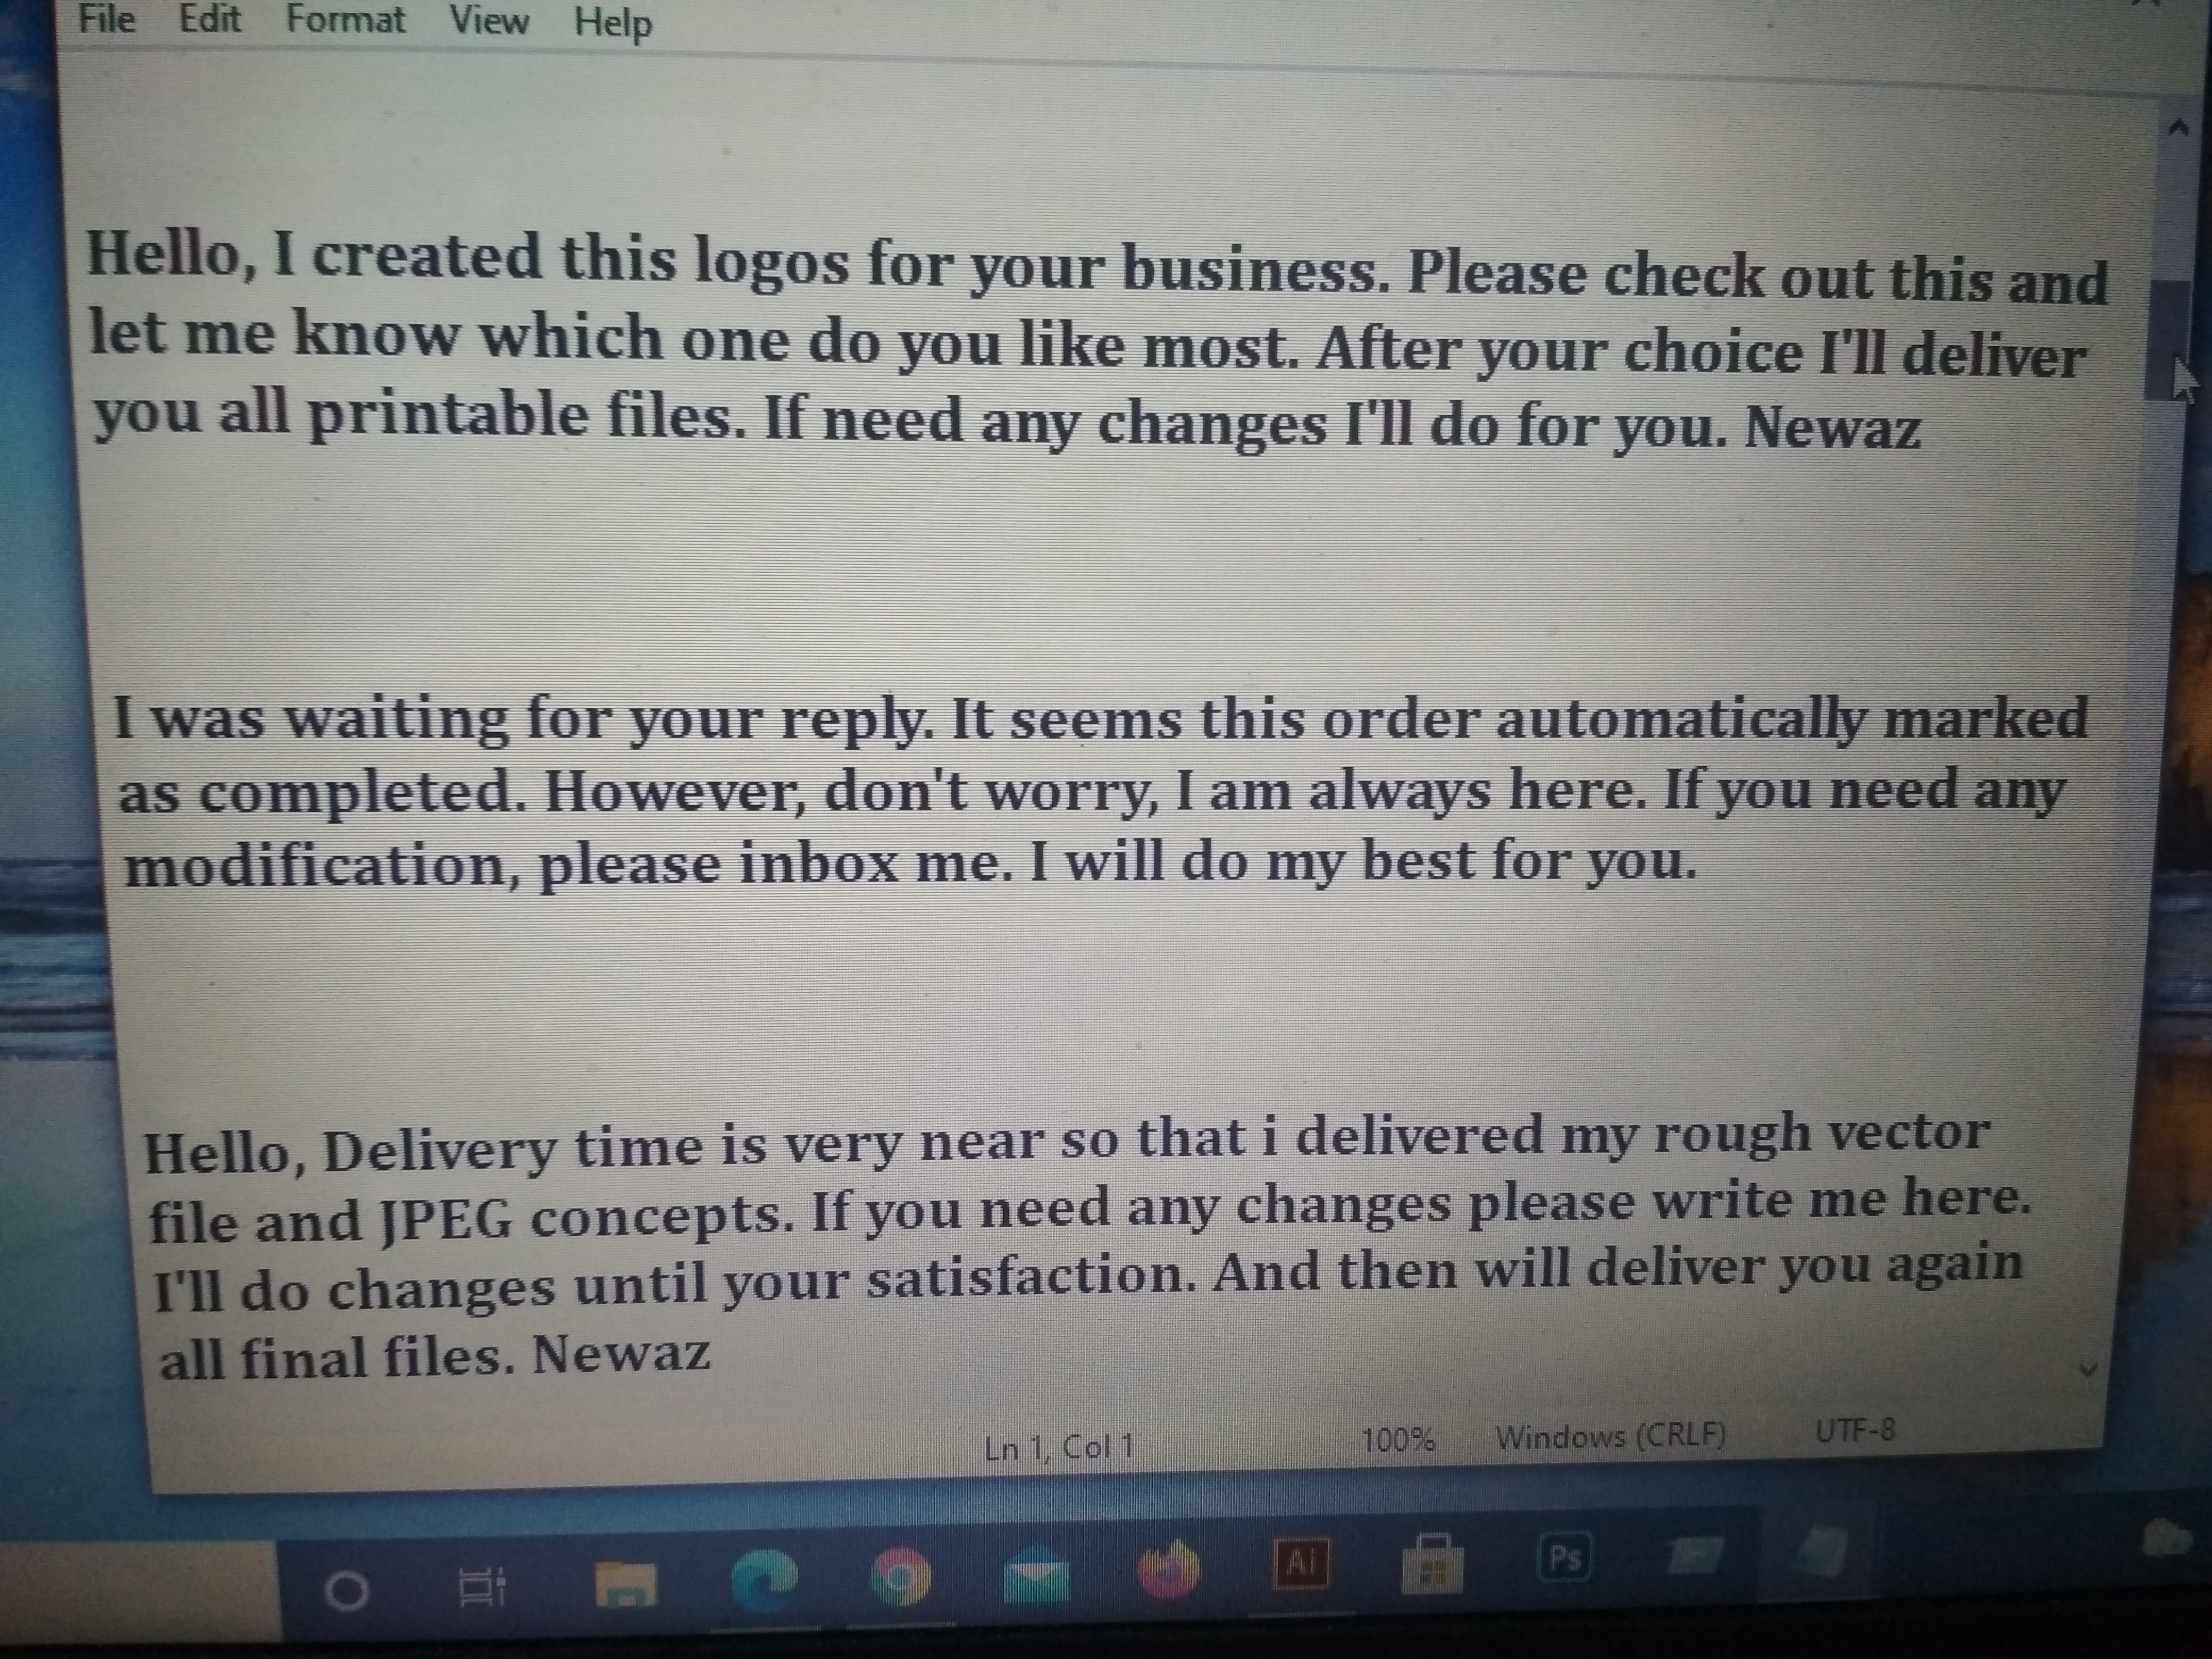 File Edit Format View Help
Hello, I created this logos for your business. Please check out this and
let me know which one do you like most. After your choice I'll deliver
you all printable files. If need any changes I'll do for you. Newaz
I was waiting for your reply. It seems this order automatically marked
as completed. However, don't worry, I am always here. If you need any
modification, please inbox me. I will do my best for you.
Hello, Delivery time is very near so that i delivered my rough vector
file and JPEG concepts. If you need any changes please write me here.
I'll do changes until your satisfaction. And then will deliver you again
all final files. Newaz
Ln 1, Col 1 100% Windows (CRLF) UTF-8
Ai Ps